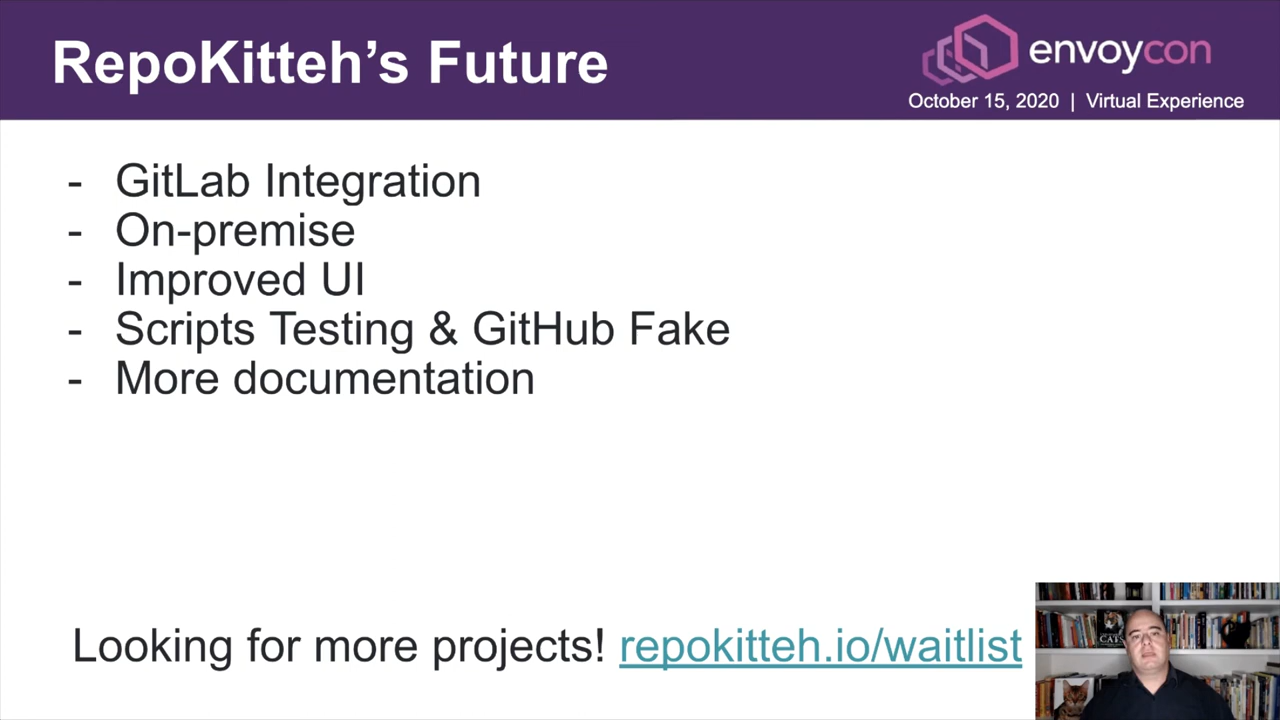 RepoKitteh’s Future
envoycon
October 15, 2020 | Virtual Experience
- GitLab Integration
- On-premise
- Improved UI
- Scripts Testing & GitHub Fake
- More documentation
Looking for more projects! repokitteh.io/waitlist
CATS